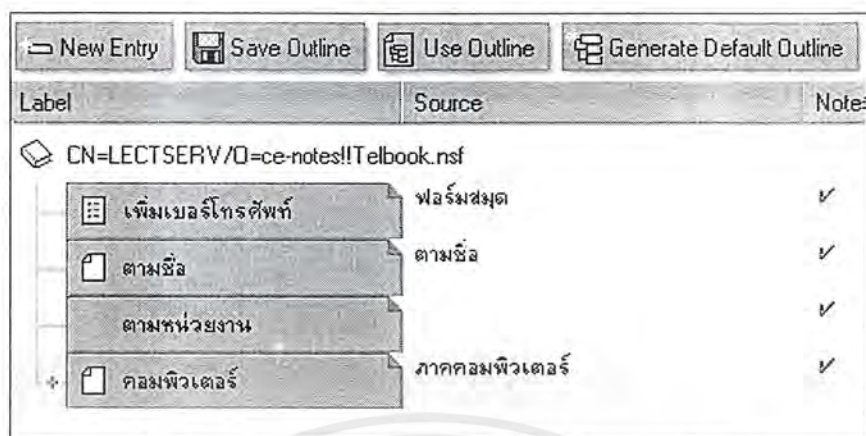 New Entry Save Outline Use Outline Generate Default Outline
Label Source Note
CN=LECTSERV/O=ce-notes!!Telbook.nsf
เพิ่มเบอร์โทรศัพท์ ฟอร์มสมุด
ตามชื่อ ตามชื่อ
ตามหน่วยงาน
คอมพิวเตอร์ ภาคคอมพิวเตอร์